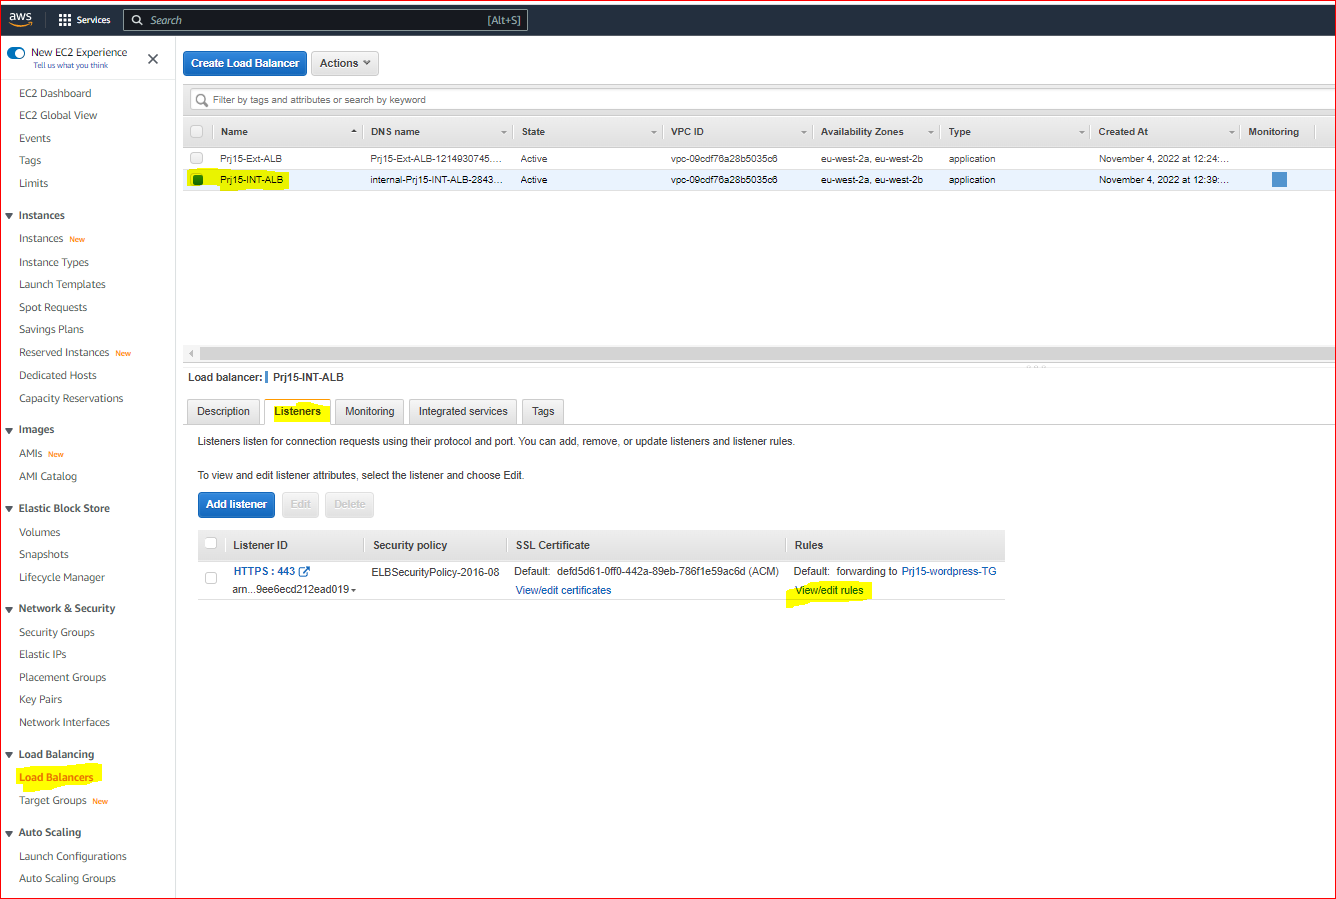 aws Services Search [Alt+S]
New EC2 Experience
Tell us what you think
EC2 Dashboard
EC2 Global View
Events
Tags
Limits
Instances
Instances New
Instance Types
Launch Templates
Spot Requests
Savings Plans
Reserved Instances New
Dedicated Hosts
Capacity Reservations
Images
AMIs New
AMI Catalog
Elastic Block Store
Volumes
Snapshots
Lifecycle Manager
Network & Security
Security Groups
Elastic IPs
Placement Groups
Key Pairs
Network Interfaces
Load Balancing
Load Balancers
Target Groups New
Auto Scaling
Launch Configurations
Auto Scaling Groups
Create Load Balancer Actions
Filter by tags and attributes or search by keyword
Name DNS name State VPC ID Availability Zones Type Created At Monitoring
Prj15-Ext-ALB Prj15-Ext-ALB-1214930745.... Active vpc-09cdf76a28b5035c6 eu-west-2a, eu-west-2b application November 4, 2022 at 12:24:...
Prj15-INT-ALB internal-Prj15-INT-ALB-2843... Active vpc-09cdf76a28b5035c6 eu-west-2a, eu-west-2b application November 4, 2022 at 12:39:...
Load balancer: Prj15-INT-ALB
Description Listeners Monitoring Integrated services Tags
Listeners listen for connection requests using their protocol and port. You can add, remove, or update listeners and listener rules.
To view and edit listener attributes, select the listener and choose Edit.
Add listener Edit Delete
Listener ID Security policy SSL Certificate Rules
HTTPS : 443 ELBSecurityPolicy-2016-08 Default: defd5d61-0ff0-442a-89eb-786f1e59ac6d (ACM) Default: forwarding to Prj15-wordpress-TG
arn...9ee6ecd212ead019 View/edit certificates View/edit rules